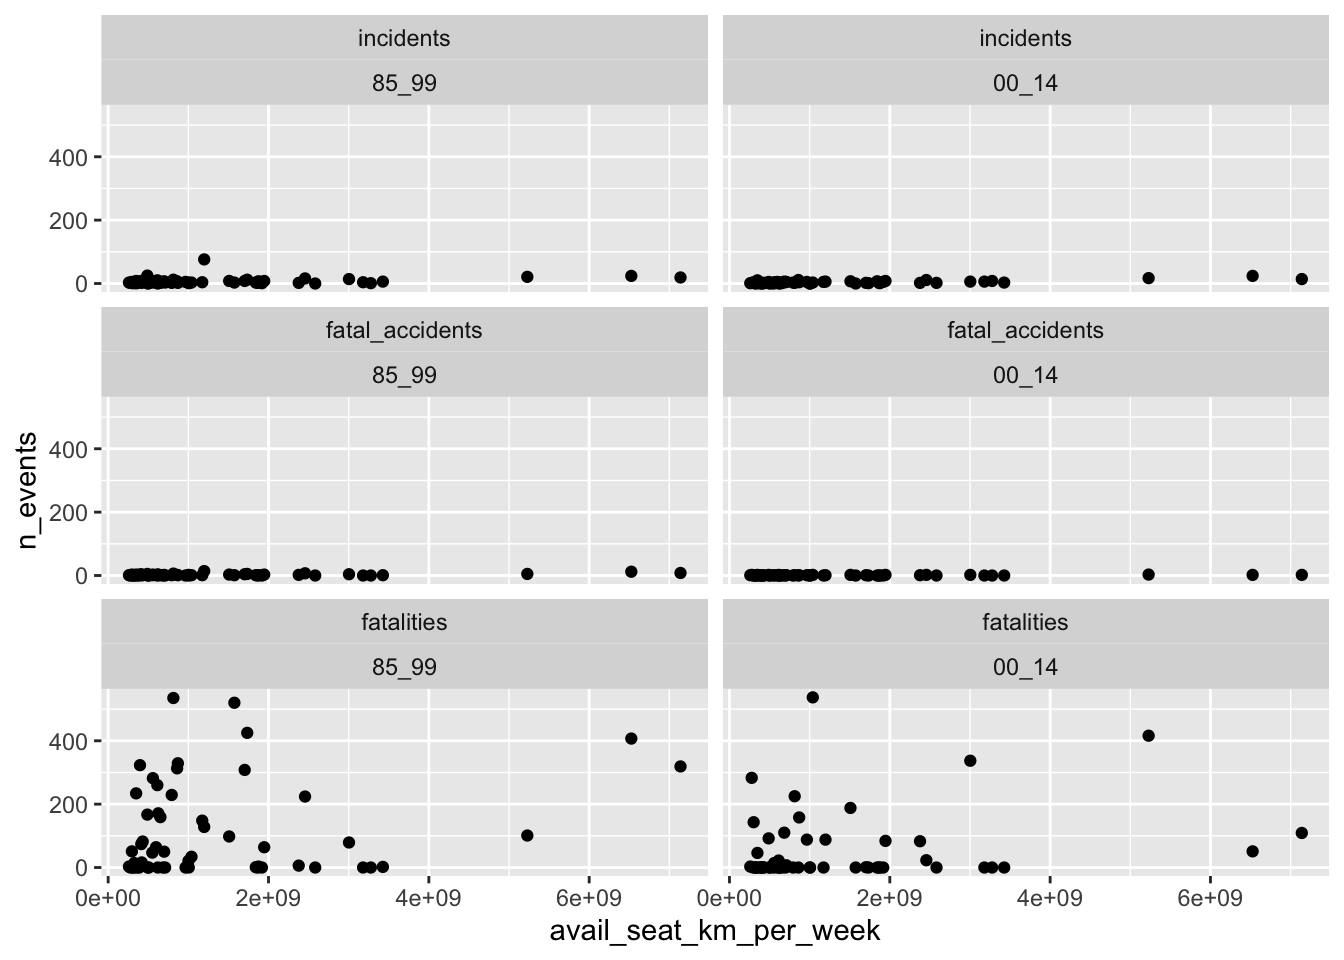 incidents
85_99
incidents
00_14
400
200
0
fatal_accidents
85_99
fatal_accidents
00_14
400
200
0
n_events
fatalities
85_99
fatalities
00_14
400
200
0
0e+00 2e+09 4e+09 6e+09 0e+00 2e+09 4e+09 6e+09
avail_seat_km_per_week